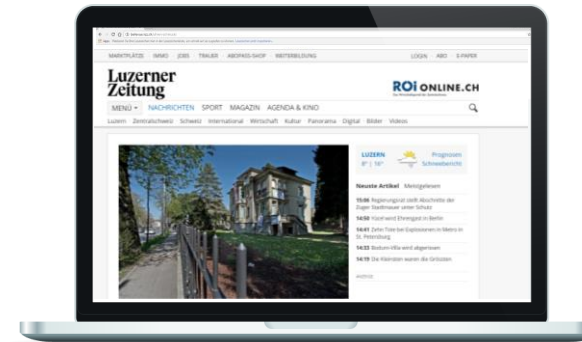 MARKTPLÄTZE IMMO JOBS TRAUER ABOPASS-SHOP WEITERBILDUNG LOGIN ABO E-PAPER
Luzerner
Zeitung
ROi ONLINE.CH
MENÜ NACHRICHTEN SPORT MAGAZIN AGENDA & KINO
Luzern Zentralschweiz Schweiz International Wirtschaft Kultur Panorama Digital Bilder Videos
LUZERN
8° | 16°
Prognosen
Schneebericht
Neuste Artikel Meistgelesen
15:06 Regierungsrat stellt Abschnitte der
Zuger Stadtmauer unter Schutz
14:50 Yücel wird Ehrengast in Berlin
14:41 Zehn Tote bei Explosionen in Metro in
St. Petersburg
14:33 Bodum-Villa wird abgerissen
14:19 Die Kleinsten waren die Grössten
ANZEIGE